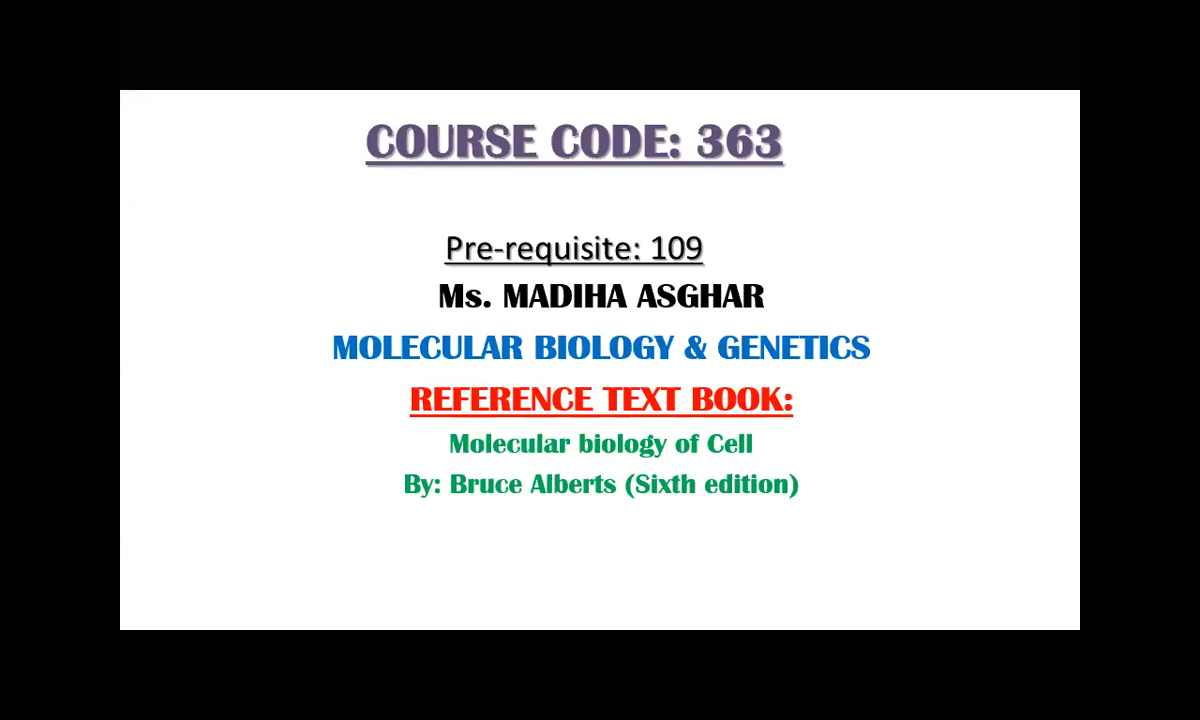 COURSE CODE: 363
Pre-requisite: 109
Ms. MADIHA ASGHAR
MOLECULAR BIOLOGY & GENETICS
REFERENCE TEXT BOOK:
Molecular biology of Cell
By: Bruce Alberts (Sixth edition)